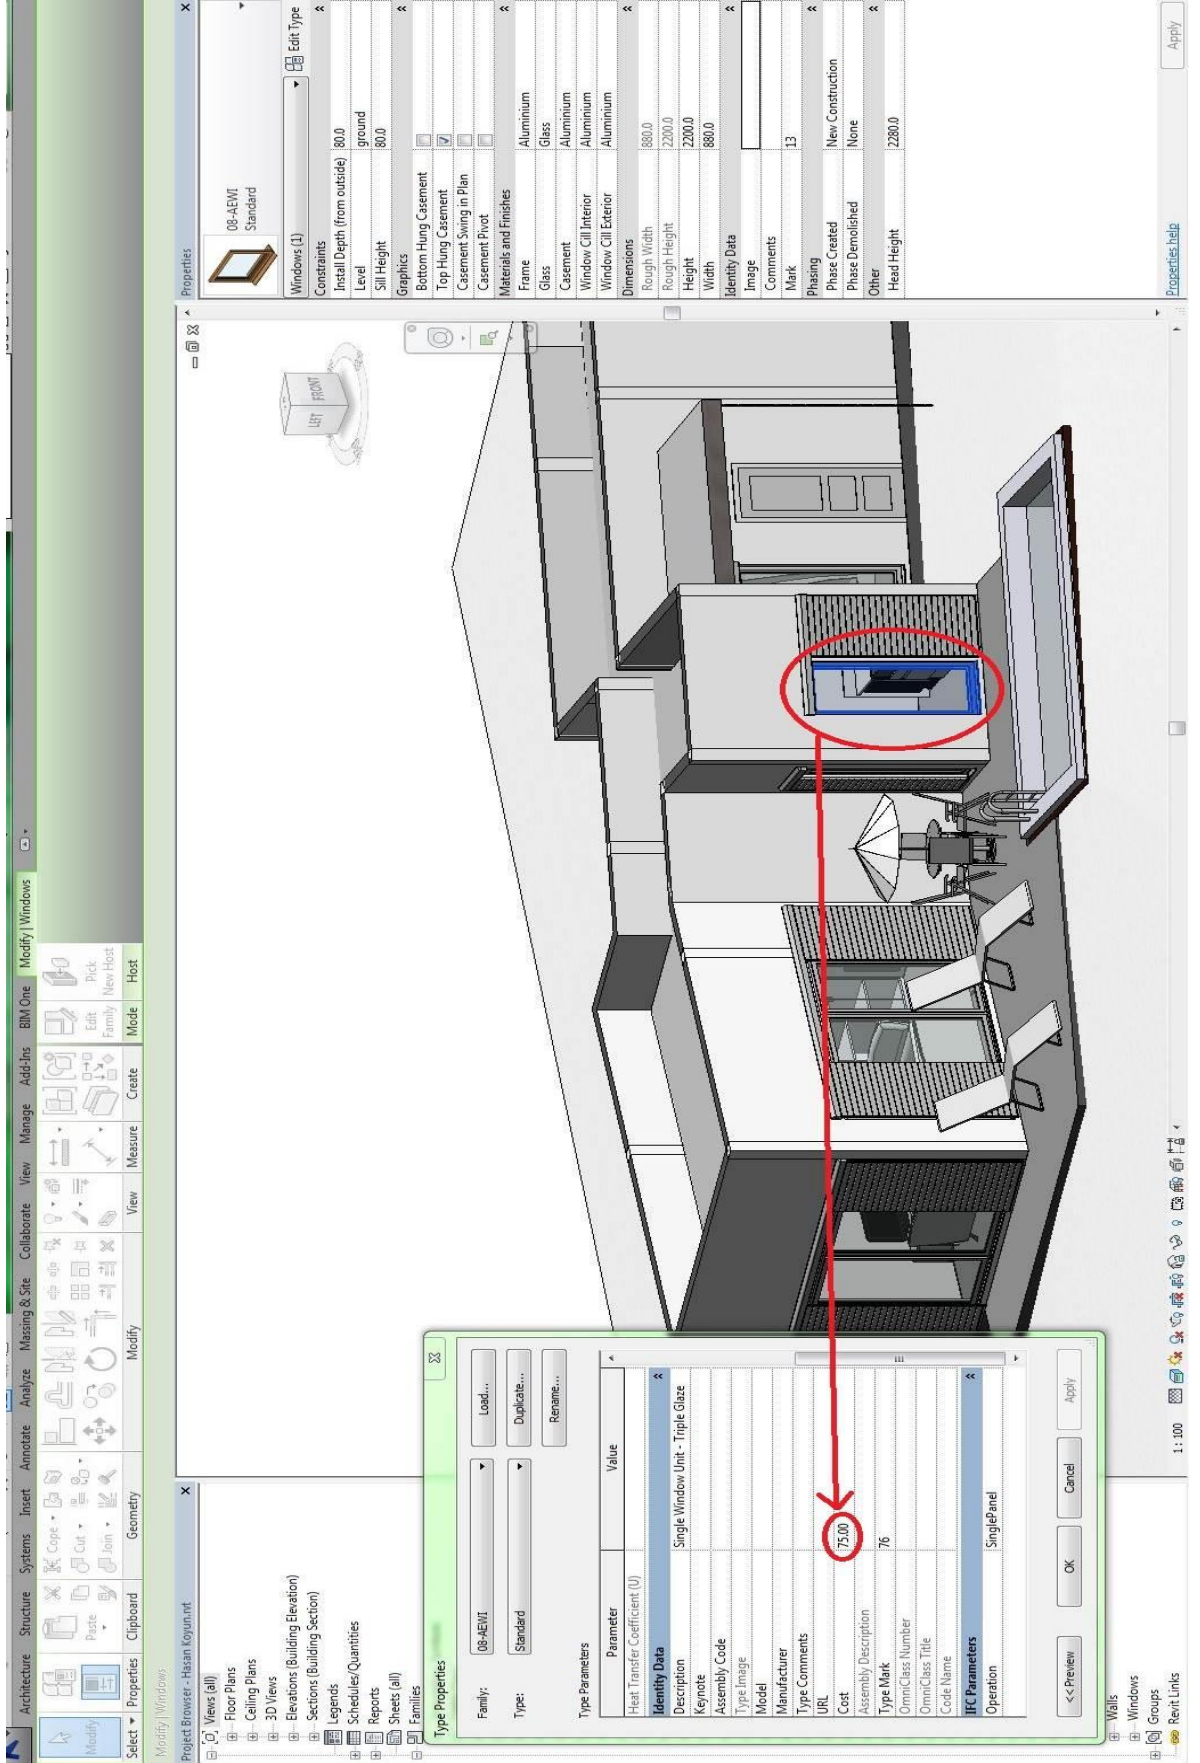 Architecture Structure Systems Insert Annotate Analyze Massing & Site Collaborate View Manage Add-Ins BIM One Modify | Windows
Modify
Paste
Cope
Cut
Join
Edit Family
Pick New Host
Select Properties Clipboard Geometry Modify View Measure Create Mode Host
Modify | Windows
Project Browser - Hasan Koyun.rvt
Views (all)
Floor Plans
Ceiling Plans
3D Views
Elevations (Building Elevation)
Sections (Building Section)
Legends
Schedules/Quantities
Reports
Sheets (all)
Families
Walls
Windows
Groups
Revit Links
Type Properties
Family: 08-AEWI Load...
Type: Standard Duplicate...
Rename...
Type Parameters
Parameter Value
Heat Transfer Coefficient (U)
Identity Data
Description Single Window Unit - Triple Glaze
Keynote
Assembly Code
Type Image
Model
Manufacturer
Type Comments
URL
Cost 75.00
Assembly Description
Type Mark 76
OmniClass Number
OmniClass Title
Code Name
IFC Parameters
Operation SinglePanel
<< Preview OK Cancel Apply
LEFT FRONT
1 : 100
Properties
08-AEWI
Standard
Windows (1) Edit Type
Constraints
Install Depth (from outside) 80.0
Level ground
Sill Height 80.0
Graphics
Bottom Hung Casement
Top Hung Casement
Casement Swing in Plan
Casement Pivot
Materials and Finishes
Frame Aluminium
Glass Glass
Casement Aluminium
Window Cill Interior Aluminium
Window Cill Exterior Aluminium
Dimensions
Rough Width 880.0
Rough Height 2200.0
Height 2200.0
Width 880.0
Identity Data
Image
Comments
Mark 13
Phasing
Phase Created New Construction
Phase Demolished None
Other
Head Height 2280.0
Properties help Apply